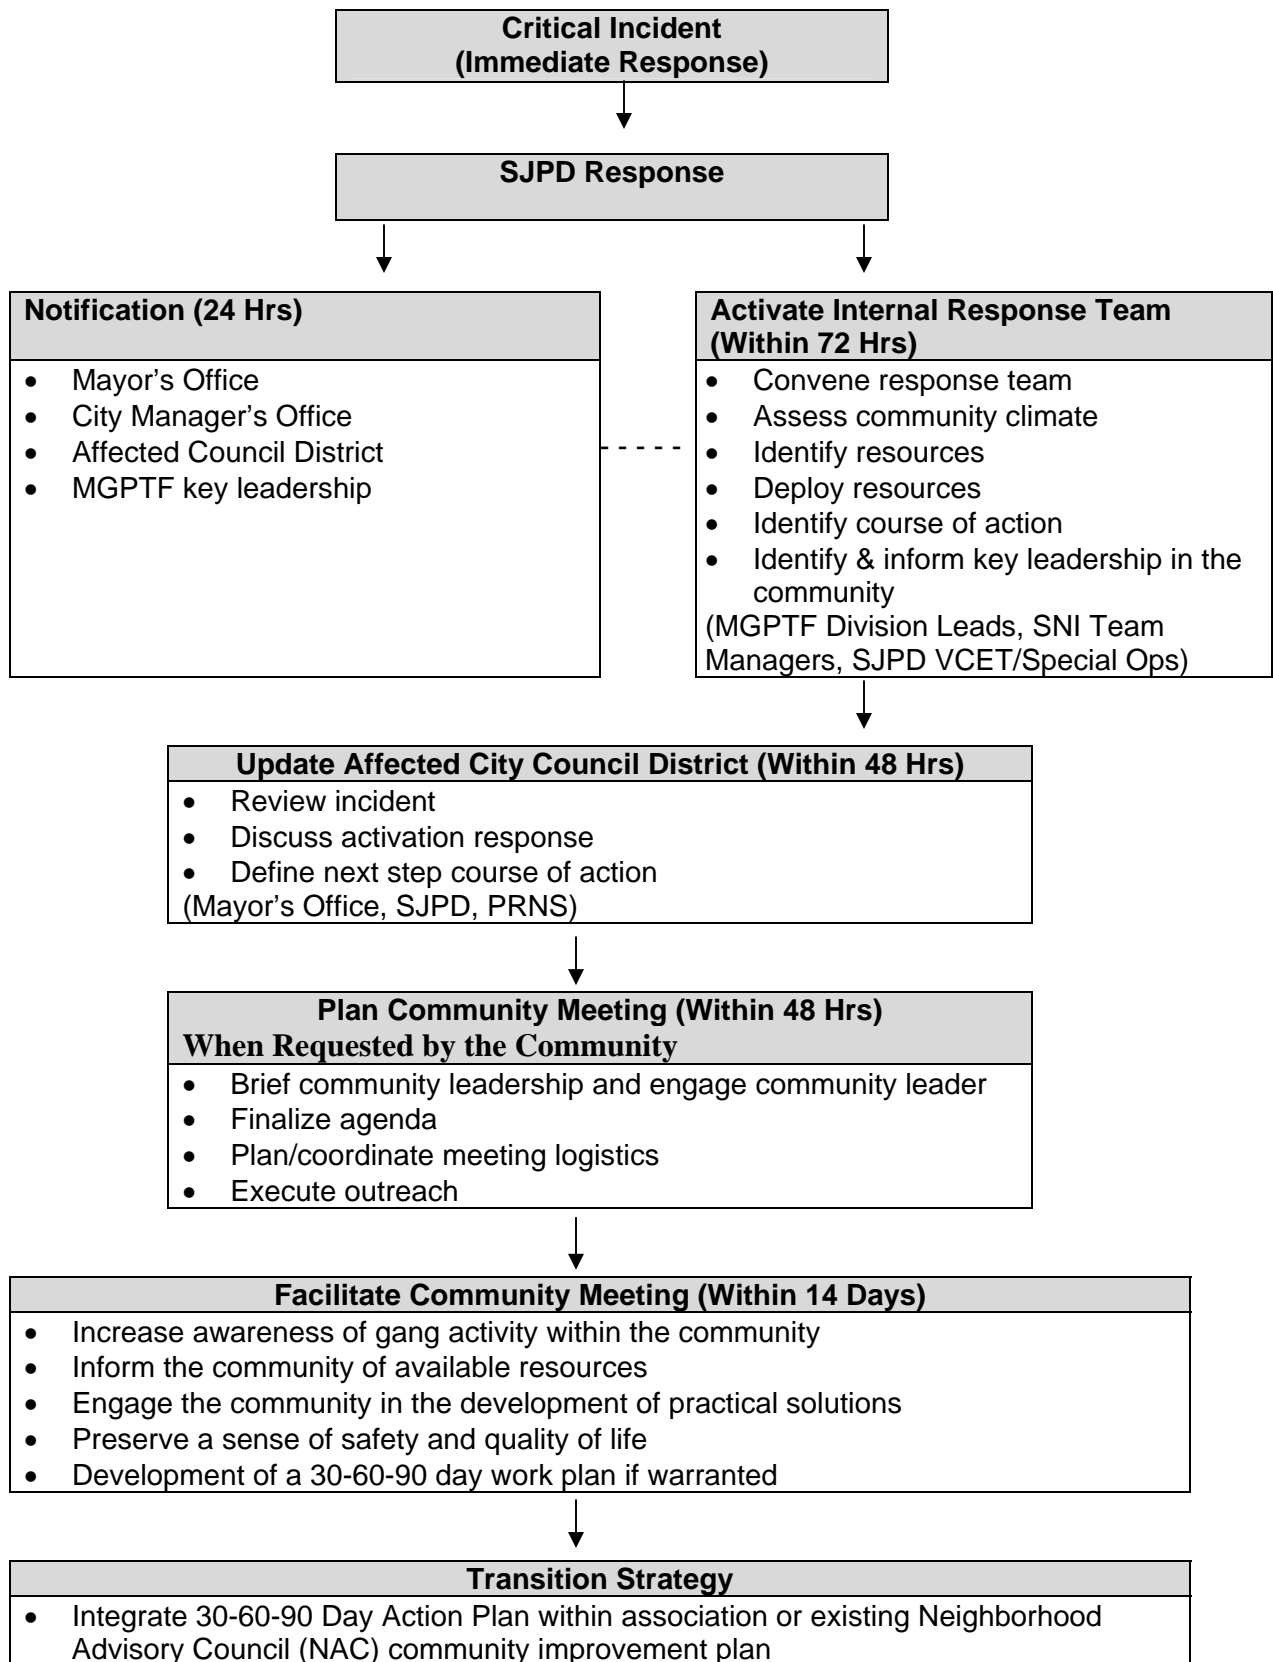 Critical Incident
(Immediate Response)
SJPD Response
Notification (24 Hrs)
• Mayor’s Office
• City Manager’s Office
• Affected Council District
• MGPTF key leadership
Activate Internal Response Team
(Within 72 Hrs)
• Convene response team
• Assess community climate
• Identify resources
• Deploy resources
• Identify course of action
• Identify & inform key leadership in the
community
(MGPTF Division Leads, SNI Team
Managers, SJPD VCET/Special Ops)
Update Affected City Council District (Within 48 Hrs)
• Review incident
• Discuss activation response
• Define next step course of action
(Mayor’s Office, SJPD, PRNS)
Plan Community Meeting (Within 48 Hrs)
When Requested by the Community
• Brief community leadership and engage community leader
• Finalize agenda
• Plan/coordinate meeting logistics
• Execute outreach
Facilitate Community Meeting (Within 14 Days)
• Increase awareness of gang activity within the community
• Inform the community of available resources
• Engage the community in the development of practical solutions
• Preserve a sense of safety and quality of life
• Development of a 30-60-90 day work plan if warranted
Transition Strategy
• Integrate 30-60-90 Day Action Plan within association or existing Neighborhood
Advisory Council (NAC) community improvement plan